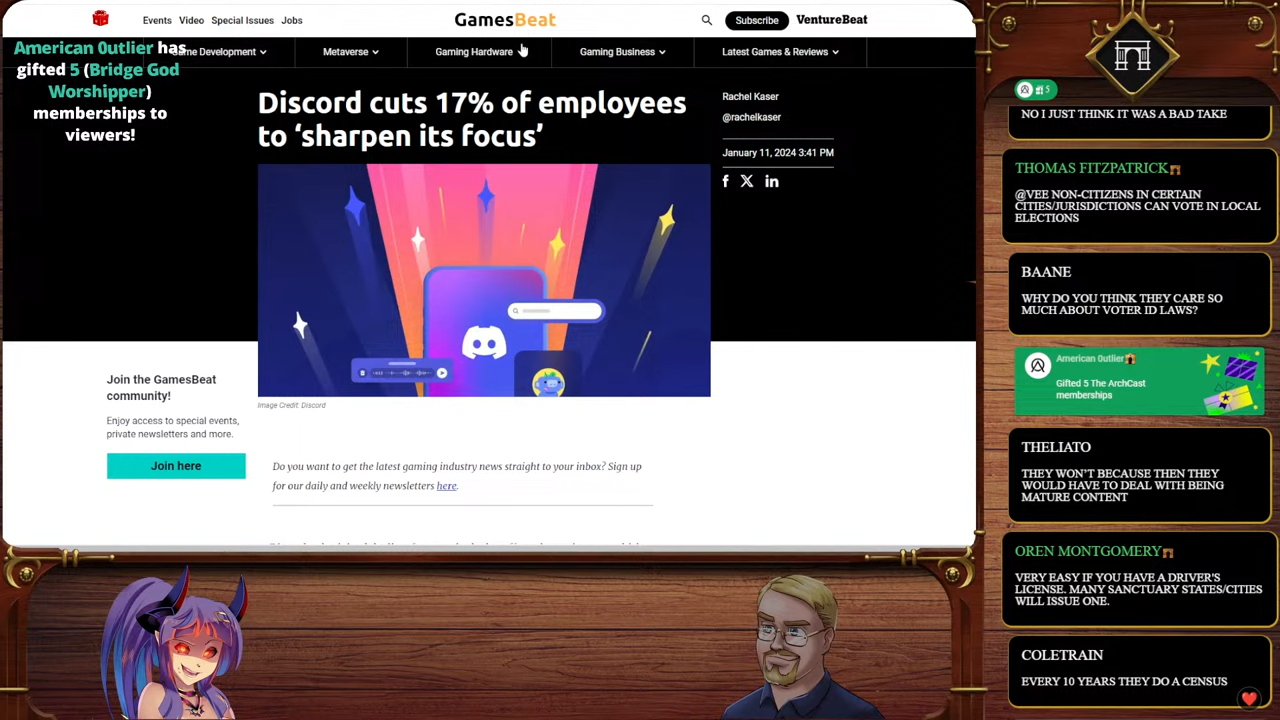 Events Video Special Issues Jobs
GamesBeat
Subscribe VentureBeat
Game Development Metaverse Gaming Hardware Gaming Business Latest Games & Reviews
American 0utlier has
gifted 5 (Bridge God
Worshipper)
memberships to
viewers!
Discord cuts 17% of employees
to ‘sharpen its focus’
Rachel Kaser
@rachelkaser
January 11, 2024 3:41 PM
Image Credit: Discord
Join the GamesBeat
community!
Enjoy access to special events,
private newsletters and more.
Join here
Do you want to get the latest gaming industry news straight to your inbox? Sign up
for our daily and weekly newsletters here.
5
NO I JUST THINK IT WAS A BAD TAKE
THOMAS FITZPATRICK
@VEE NON-CITIZENS IN CERTAIN
CITIES/JURISDICTIONS CAN VOTE IN LOCAL
ELECTIONS
BAANE
WHY DO YOU THINK THEY CARE SO
MUCH ABOUT VOTER ID LAWS?
American 0utlier
Gifted 5 The ArchCast
memberships
THELIATO
THEY WON'T BECAUSE THEN THEY
WOULD HAVE TO DEAL WITH BEING
MATURE CONTENT
OREN MONTGOMERY
VERY EASY IF YOU HAVE A DRIVER'S
LICENSE. MANY SANCTUARY STATES/CITIES
WILL ISSUE ONE.
COLETRAIN
EVERY 10 YEARS THEY DO A CENSUS